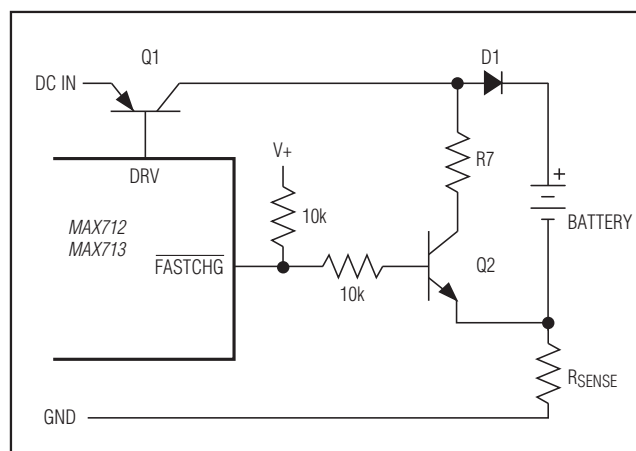 Q1
D1
DC IN
V+
R7
DRV
10k
+
MAX712
MAX713
BATTERY
FASTCHG
Q2
10k
RSENSE
GND